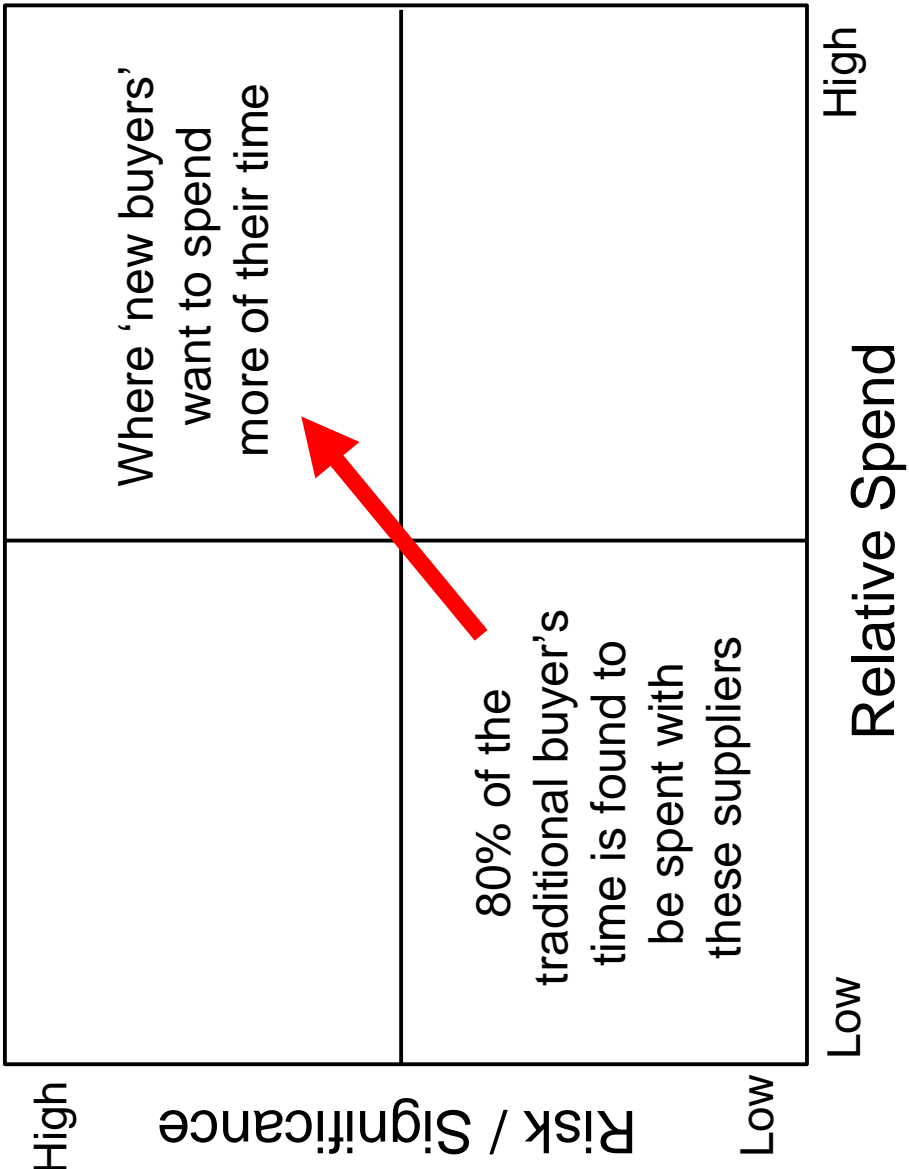 High
Risk / Significance
Low
Where ‘new buyers’
want to spend
more of their time
80% of the
traditional buyer’s
time is found to
be spent with
these suppliers
Low
High
Relative Spend